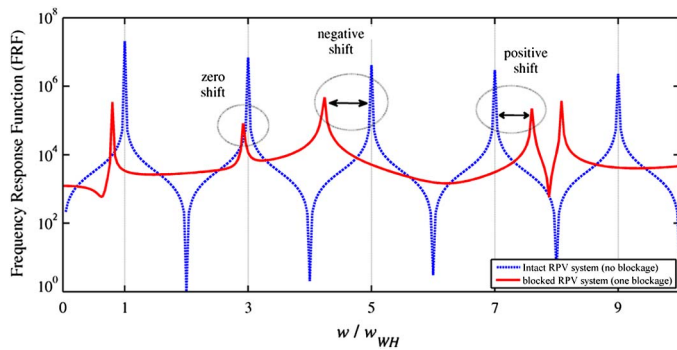 Frequency Response Function (FRF)
10^8
10^6
10^4
10^2
10^0
zero
shift
negative
shift
positive
shift
Intact RPV system (no blockage)
blocked RPV system (one blockage)
0
1
3
5
7
9
w / w_WH